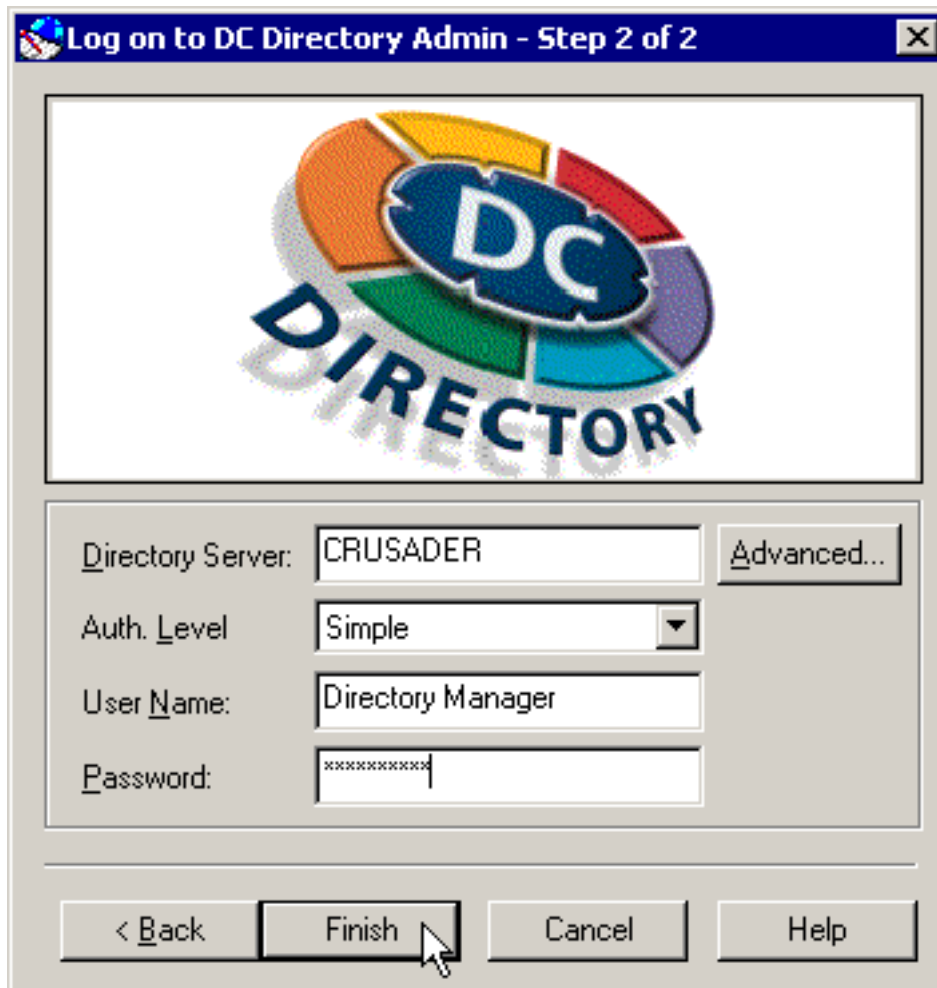 Log on to DC Directory Admin - Step 2 of 2
DC
DIRECTORY
Directory Server: CRUSADER Advanced...
Auth. Level Simple
User Name: Directory Manager
Password: **********
< Back Finish Cancel Help